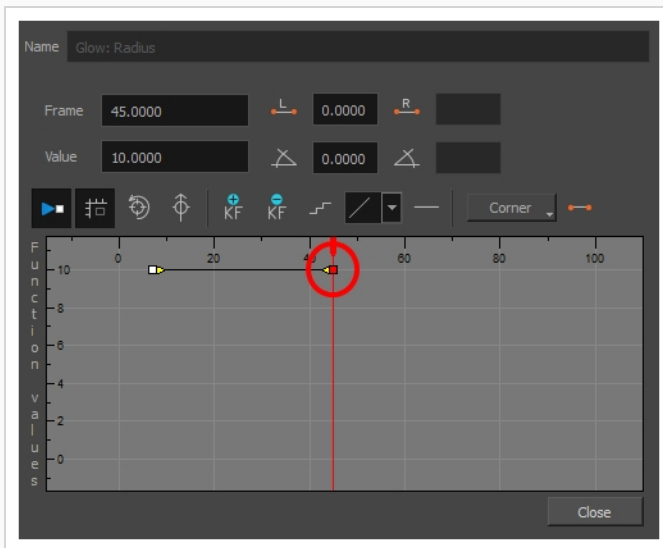 Name Glow: Radius
Frame 45.0000 L 0.0000 R
Value 10.0000 0.0000
KF KF Corner
Function values
0 20 40 60 80 100
10
8
6
4
2
0
Close